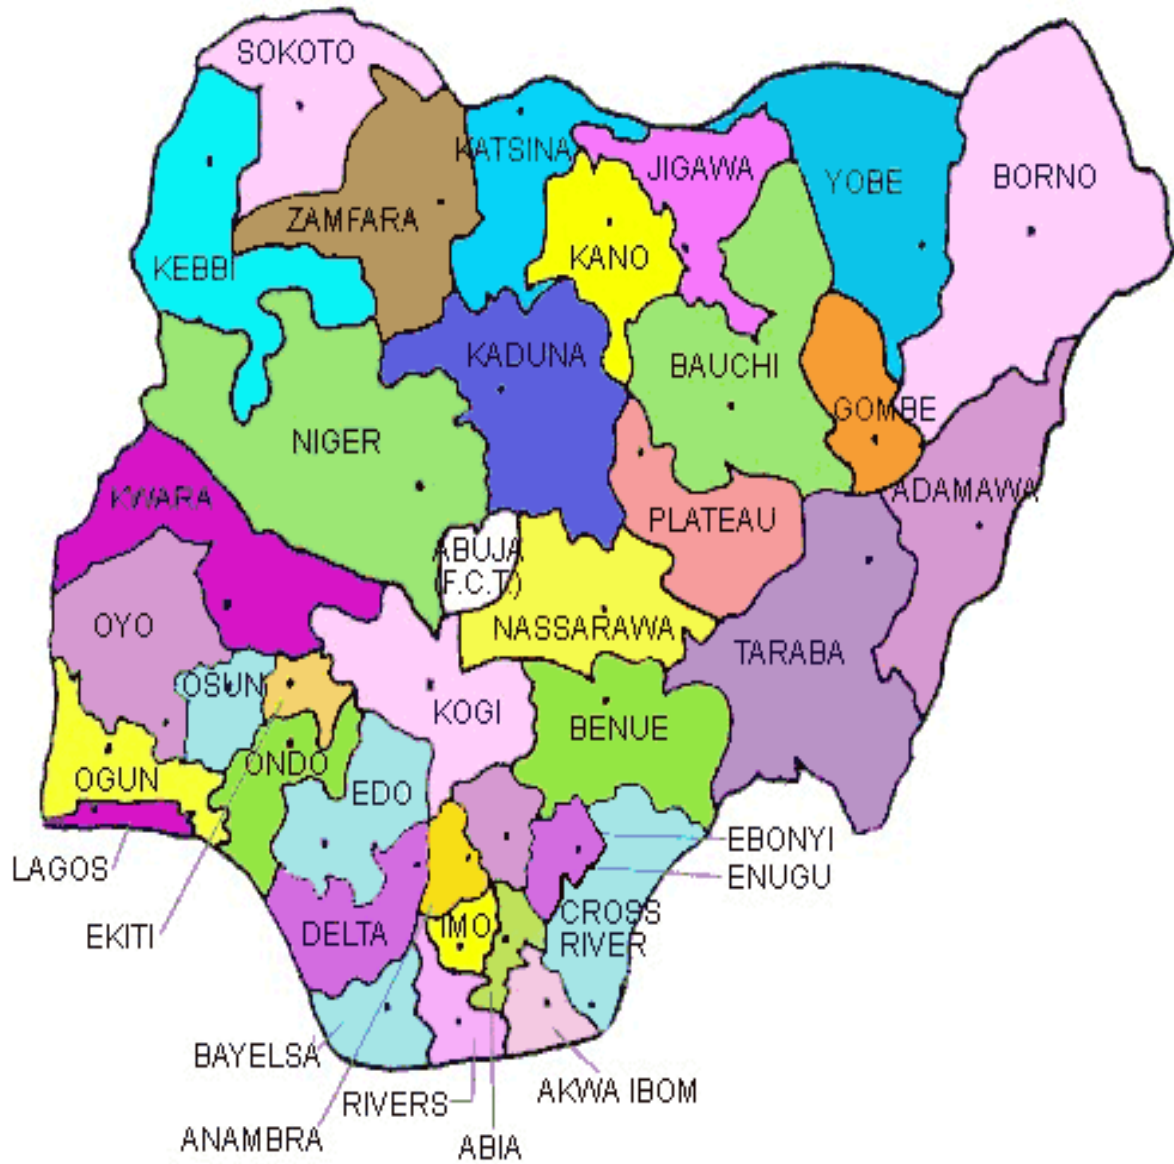 SOKOTO
KATSINA
JIGAWA
YOBE
BORNO
ZAMFARA
KANO
KEBBI
KADUNA
BAUCHI
GOMBE
NIGER
ADAMAWA
KWARA
PLATEAU
ABUJA
(F.C.T.)
OYO
NASSARAWA
TARABA
OSUN
KOGI
BENUE
ONDO
OGUN
EDO
EBONYI
LAGOS
ENUGU
CROSS
RIVER
IMO
DELTA
EKITI
BAYELSA
AKWA IBOM
RIVERS
ANAMBRA
ABIA